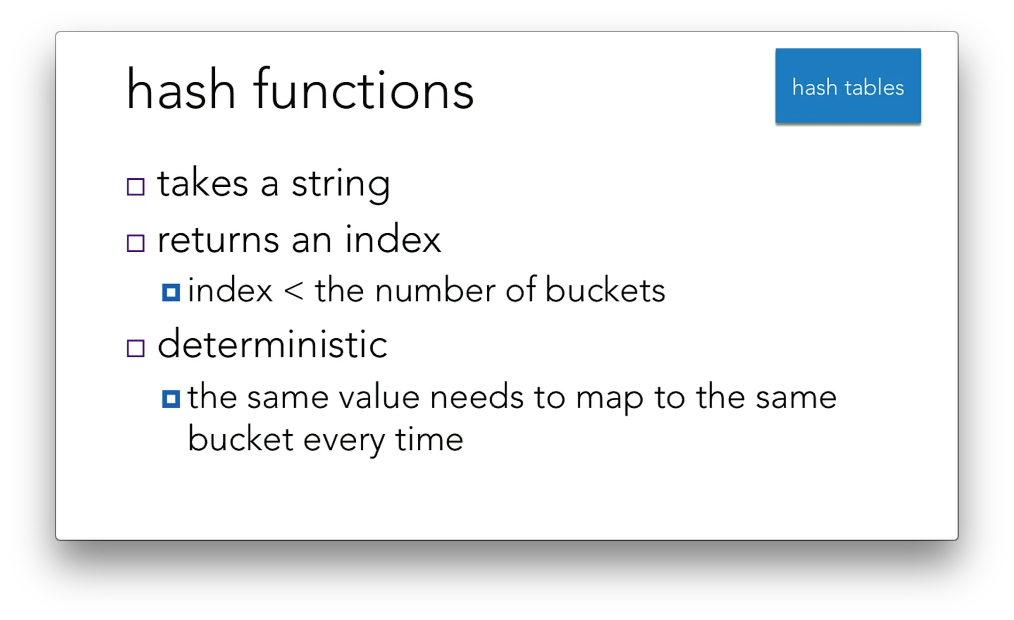 hash functions
hash tables
takes a string
returns an index
index < the number of buckets
deterministic
the same value needs to map to the same
bucket every time